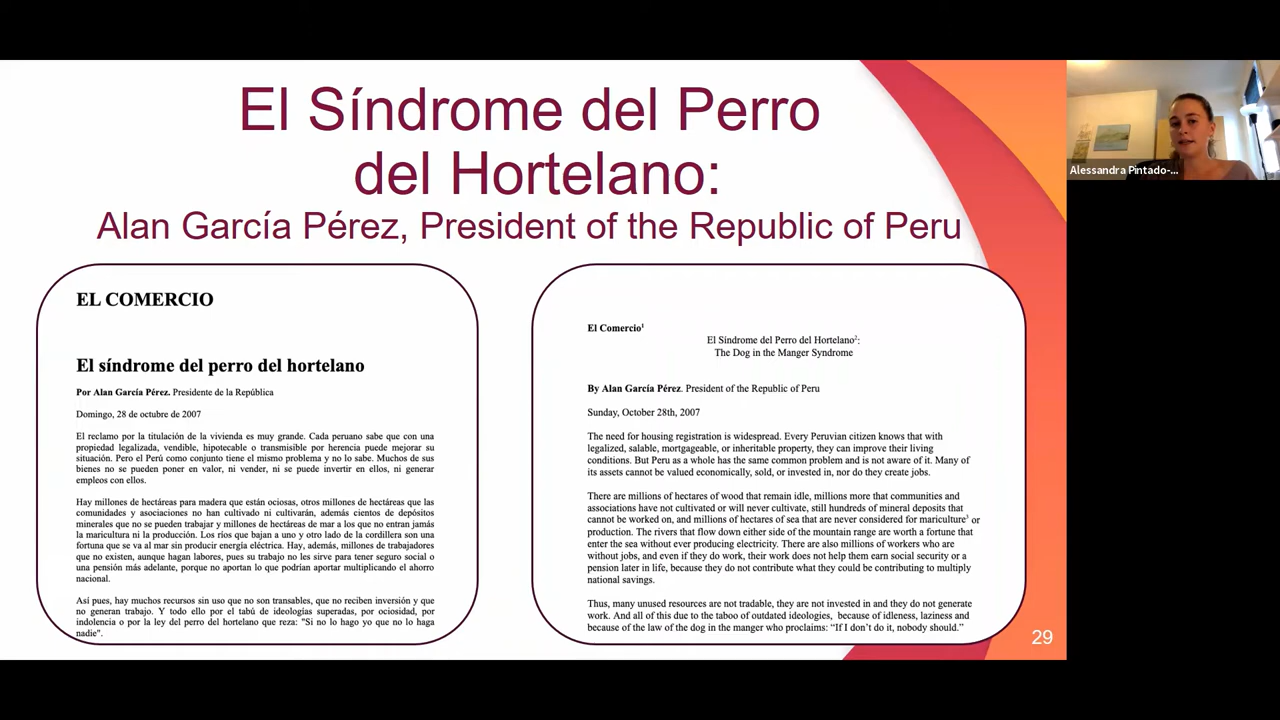 El Síndrome del Perro
del Hortelano:
Alan García Pérez, President of the Republic of Peru
EL COMERCIO
El síndrome del perro del hortelano
Por Alan García Pérez. Presidente de la República
Domingo, 28 de octubre de 2007
El reclamo por la titulación de la vivienda es muy grande. Cada peruano sabe que con una
propiedad legalizada, vendible, hipotecable o transmisible por herencia puede mejorar su
situación. Pero el Perú como conjunto tiene el mismo problema y no lo sabe. Muchos de sus
bienes no se pueden poner en valor, ni vender, ni se puede invertir en ellos, ni generar
empleos con ellos.
Hay millones de hectáreas para madera que están ociosas, otros millones de hectáreas que las
comunidades y asociaciones no han cultivado ni cultivarán, además cientos de depósitos
minerales que no se pueden trabajar y millones de hectáreas de mar a los que no entran jamás
la maricultura ni la producción. Los ríos que bajan a uno y otro lado de la cordillera son una
fortuna que se va al mar sin producir energía eléctrica. Hay, además, millones de trabajadores
que no existen, aunque hagan labores, pues su trabajo no les sirve para tener seguro social o
una pensión más adelante, porque no aportan lo que podrían aportar multiplicando el ahorro
nacional.
Así pues, hay muchos recursos sin uso que no son transables, que no reciben inversión y que
no generan trabajo. Y todo ello por el tabú de ideologías superadas, por ociosidad, por
indolencia o por la ley del perro del hortelano que reza: "Si no lo hago yo que no lo haga
nadie".
El Comercio¹
El Síndrome del Perro del Hortelano²:
The Dog in the Manger Syndrome
By Alan García Pérez. President of the Republic of Peru
Sunday, October 28th, 2007
The need for housing registration is widespread. Every Peruvian citizen knows that with
legalized, salable, mortgageable, or inheritable property, they can improve their living
conditions. But Peru as a whole has the same common problem and is not aware of it. Many of
its assets cannot be valued economically, sold, or invested in, nor do they create jobs.
There are millions of hectares of wood that remain idle, millions more that communities and
associations have not cultivated or will never cultivate, still hundreds of mineral deposits that
cannot be worked on, and millions of hectares of sea that are never considered for mariculture³ or
production. The rivers that flow down either side of the mountain range are worth a fortune that
enter the sea without ever producing electricity. There are also millions of workers who are
without jobs, and even if they do work, their work does not help them earn social security or a
pension later in life, because they do not contribute what they could be contributing to multiply
national savings.
Thus, many unused resources are not tradable, they are not invested in and they do not generate
work. And all of this due to the taboo of outdated ideologies, because of idleness, laziness and
because of the law of the dog in the manger who proclaims: “If I don’t do it, nobody should.”
29
Alessandra Pintado-...